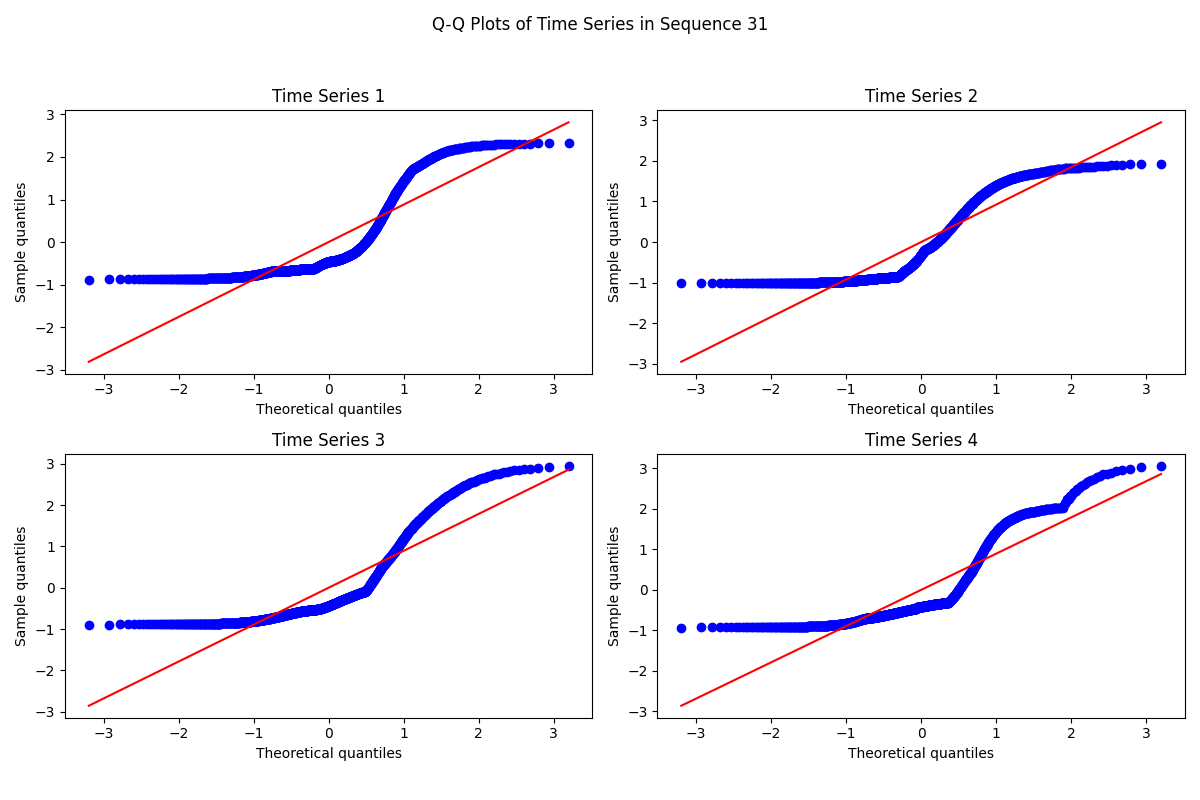 Q-Q Plots of Time Series in Sequence 31
Time Series 1
3
2
1
0
−1
−2
−3
Sample quantiles
−3 −2 −1 0 1 2 3
Theoretical quantiles
Time Series 2
3
2
1
0
−1
−2
−3
Sample quantiles
−3 −2 −1 0 1 2 3
Theoretical quantiles
Time Series 3
3
2
1
0
−1
−2
−3
Sample quantiles
−3 −2 −1 0 1 2 3
Theoretical quantiles
Time Series 4
3
2
1
0
−1
−2
−3
Sample quantiles
−3 −2 −1 0 1 2 3
Theoretical quantiles